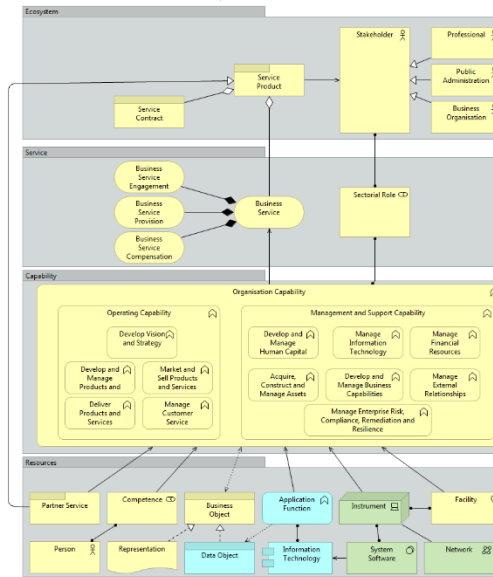 Ecosystem
Stakeholder
Professional
Service
Product
Public
Administration
Service
Contract
Business
Organisation
Service
Business
Service
Engagement
Business
Service
Provision
Business
Service
Compensation
Business
Service
Sectorial Role
Capability
Organisation Capability
Operating Capability
Develop Vision
and Strategy
Develop and
Manage
Products and
Market and
Sell Products
and Services
Deliver
Products and
Services
Manage
Customer
Service
Management and Support Capability
Develop and
Manage
Human Capital
Manage
Information
Technology
Manage
Financial
Resources
Acquire,
Construct and
Manage Assets
Develop and
Manage Business
Capabilities
Manage
External
Relationships
Manage Enterprise Risk,
Compliance, Remediation and
Resilience
Resources
Partner Service
Competence
Business
Object
Application
Function
Instrument
Facility
Person
Representation
Data Object
Information
Technology
System
Software
Network